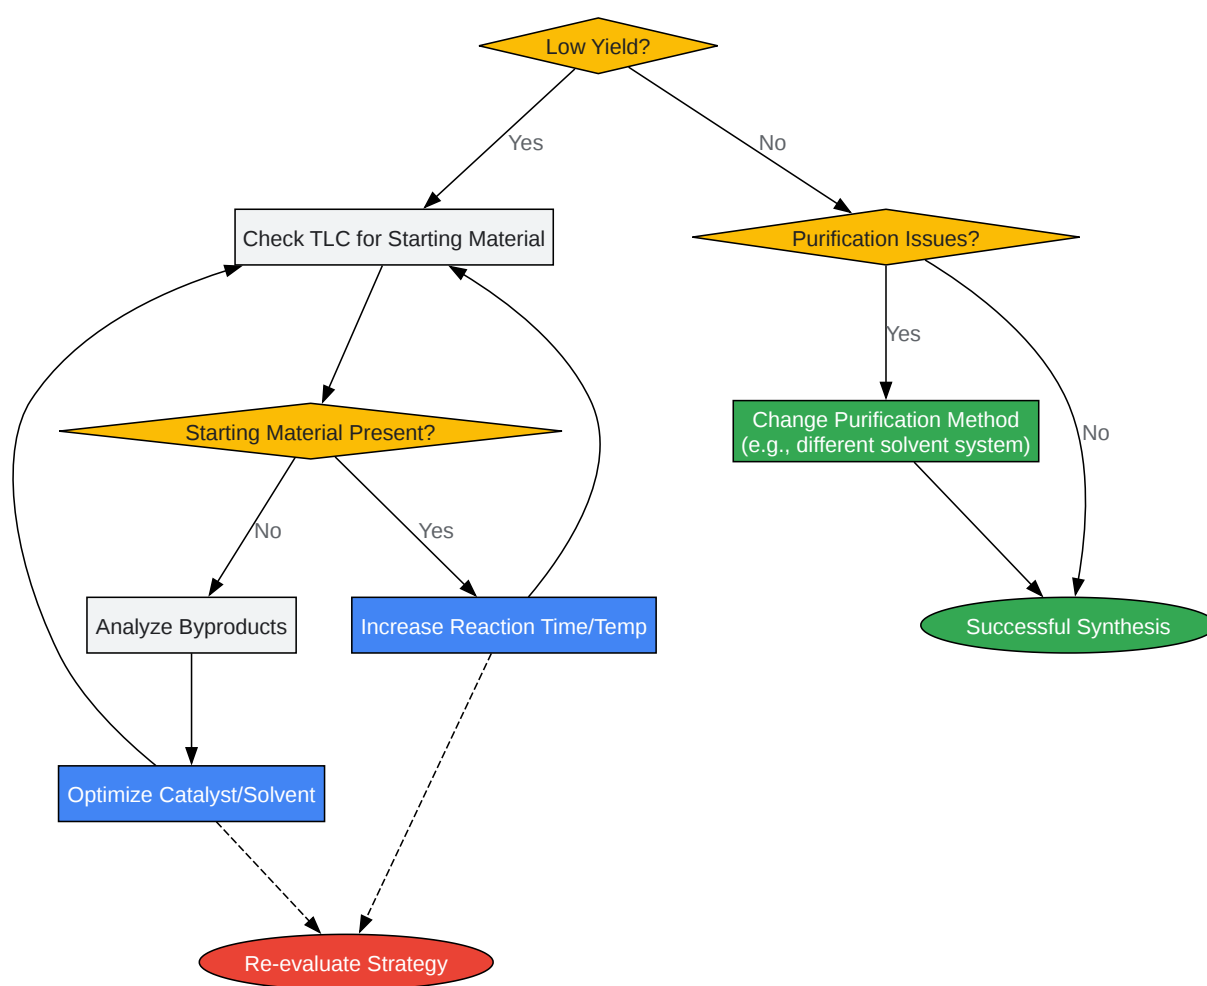 Low Yield?
Yes
No
Check TLC for Starting Material
Purification Issues?
Yes
Change Purification Method
(e.g., different solvent system)
No
Starting Material Present?
No
Yes
Analyze Byproducts
Increase Reaction Time/Temp
Successful Synthesis
Optimize Catalyst/Solvent
Re-evaluate Strategy